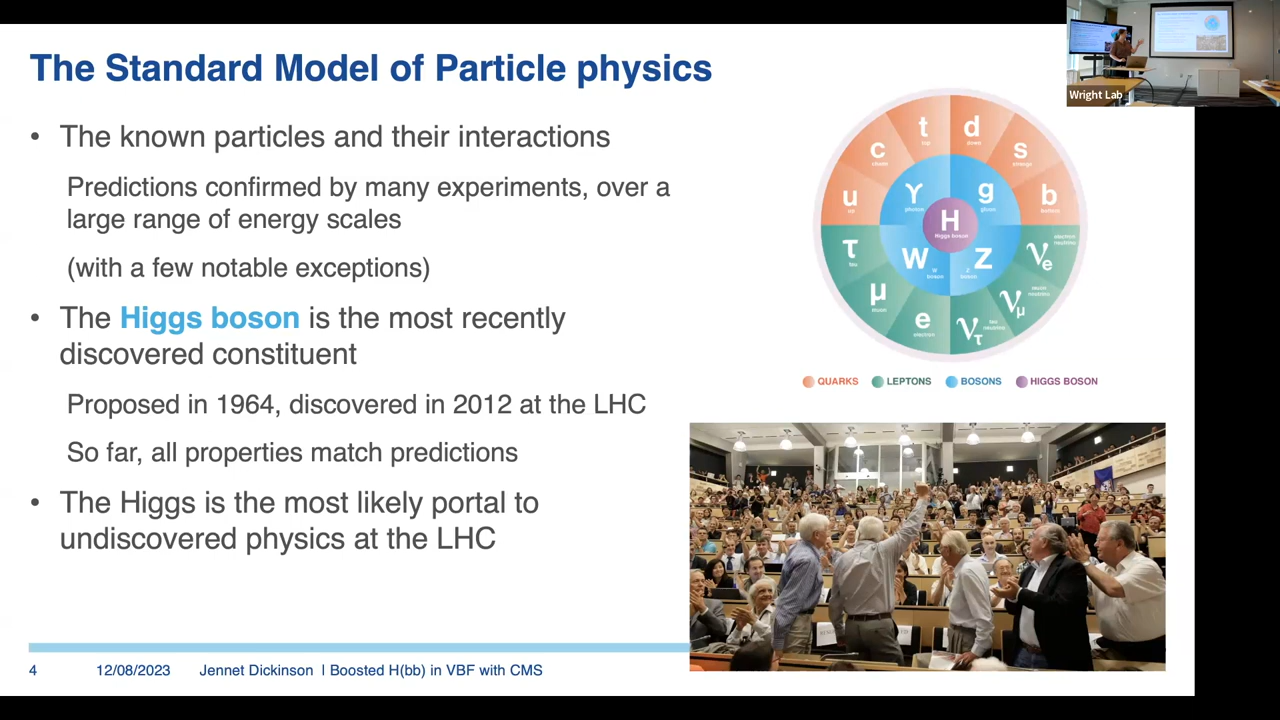 The Standard Model of Particle physics
• The known particles and their interactions
Predictions confirmed by many experiments, over a
large range of energy scales
(with a few notable exceptions)
• The Higgs boson is the most recently
discovered constituent
Proposed in 1964, discovered in 2012 at the LHC
So far, all properties match predictions
• The Higgs is the most likely portal to
undiscovered physics at the LHC
Wright Lab
t
top
d
down
c
charm
s
strange
u
up
b
bottom
γ
photon
g
gluon
H
Higgs boson
W
W
boson
Z
Z
boson
τ
tau
νe
electron
neutrino
μ
muon
νμ
muon
neutrino
e
electron
ντ
tau
neutrino
QUARKS LEPTONS BOSONS HIGGS BOSON
4 12/08/2023 Jennet Dickinson | Boosted H(bb) in VBF with CMS